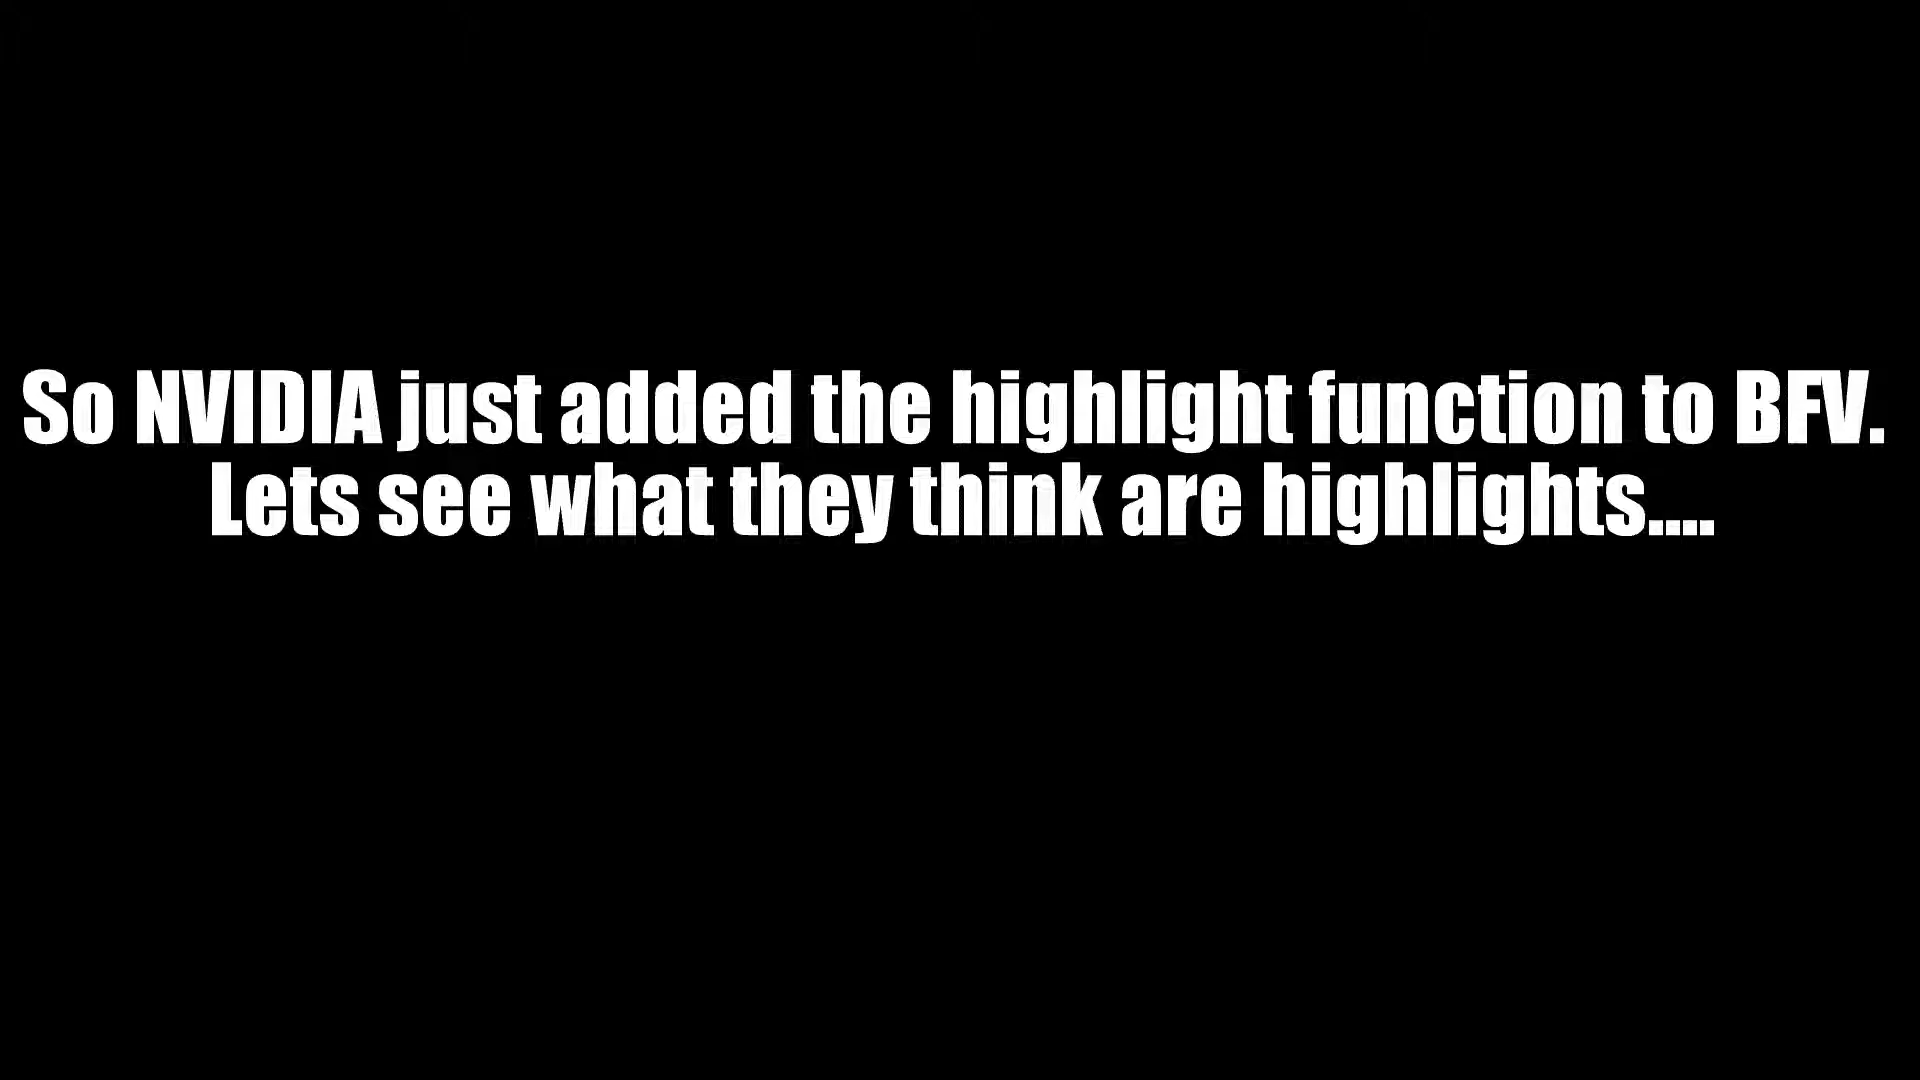 So NVIDIA just added the highlight function to BFV.
Lets see what they think are highlights....